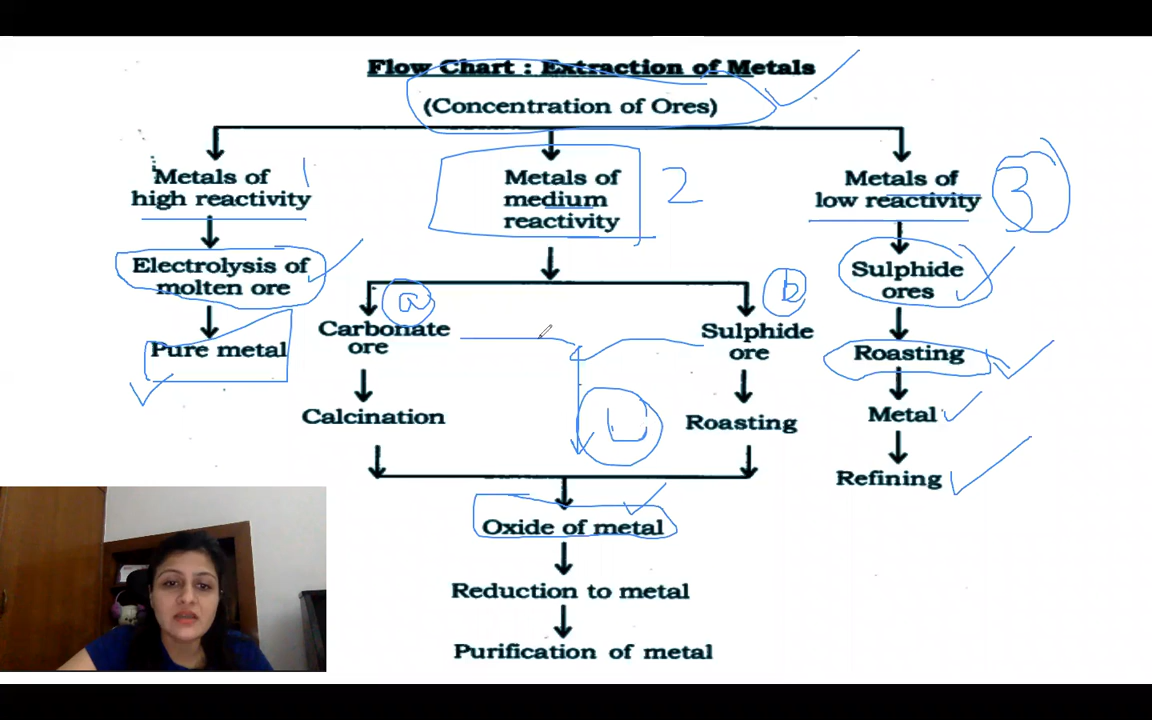 Flow Chart : Extraction of Metals
(Concentration of Ores)
Metals of
high reactivity
1
Electrolysis of
molten ore
Pure metal
Metals of
medium
reactivity
2
a
Carbonate
ore
Calcination
b
Sulphide
ore
Roasting
Oxide of metal
Reduction to metal
Purification of metal
Metals of
low reactivity
3
Sulphide
ores
Roasting
Metal
Refining